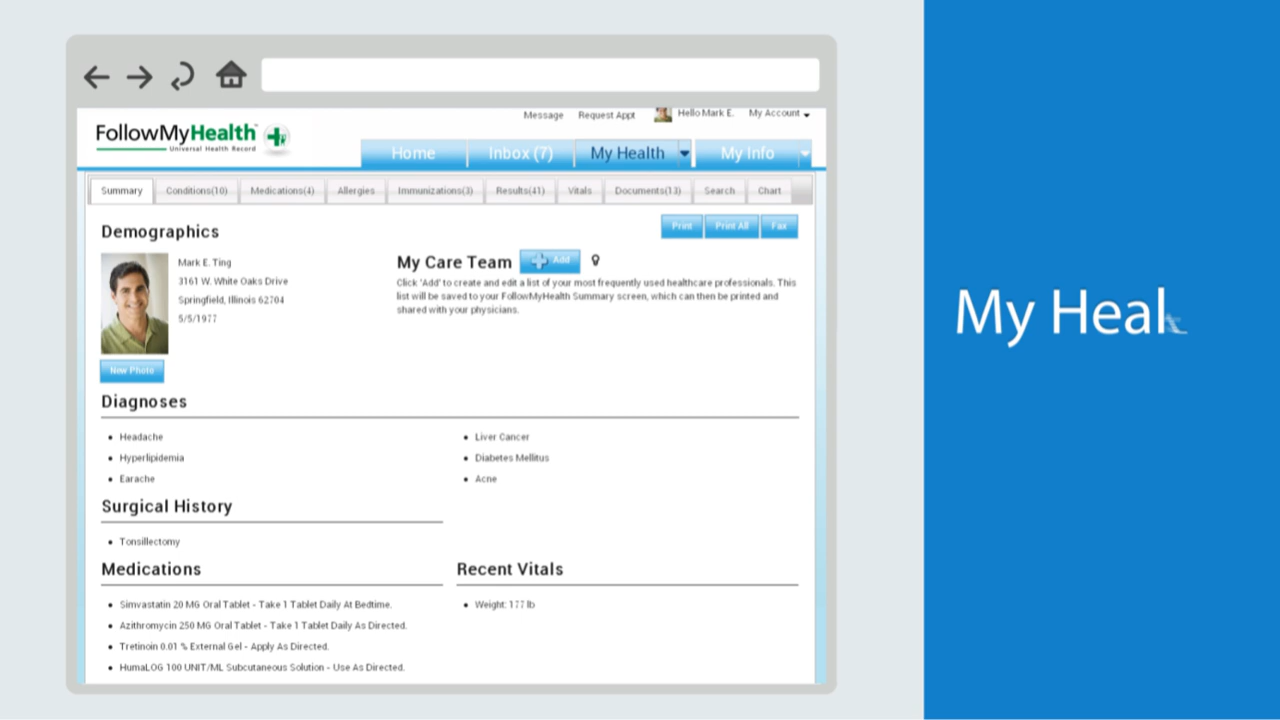 Message Request Appt Hello Mark E. My Account
FollowMyHealth™
Universal Health Record
Home Inbox (7) My Health My Info
Summary Conditions(10) Medications(4) Allergies Immunizations(3) Results(41) Vitals Documents(13) Search Chart
Demographics
Print Print All Fax
Mark E. Ting
3161 W. White Oaks Drive
Springfield, Illinois 62704
5/5/1977
New Photo
My Care Team Add
Click 'Add' to create and edit a list of your most frequently used healthcare professionals. This
list will be saved to your FollowMyHealth Summary screen, which can then be printed and
shared with your physicians.
Diagnoses
• Headache
• Hyperlipidemia
• Earache
• Liver Cancer
• Diabetes Mellitus
• Acne
Surgical History
• Tonsillectomy
Medications
• Simvastatin 20 MG Oral Tablet - Take 1 Tablet Daily At Bedtime.
• Azithromycin 250 MG Oral Tablet - Take 1 Tablet Daily As Directed.
• Tretinoin 0.01 % External Gel - Apply As Directed.
• HumaLOG 100 UNIT/ML Subcutaneous Solution - Use As Directed.
Recent Vitals
• Weight: 177 lb
My Heal